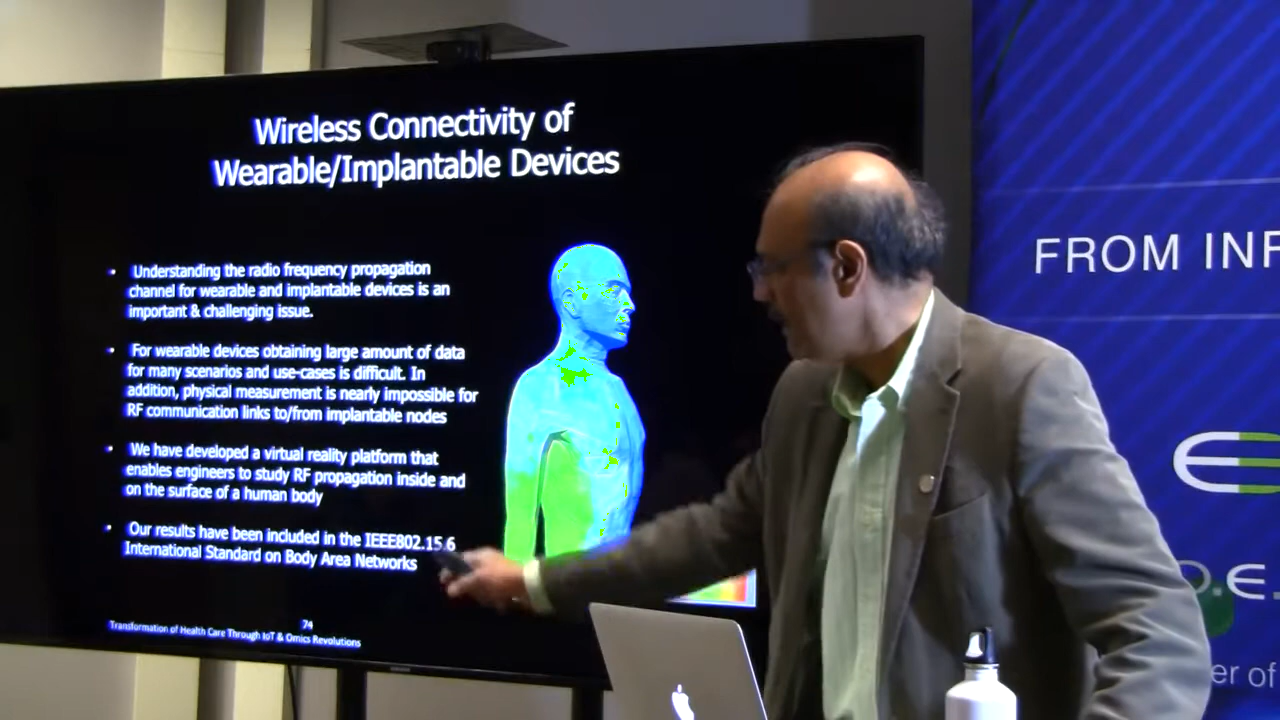 Wireless Connectivity of
Wearable/Implantable Devices
• Understanding the radio frequency propagation
channel for wearable and implantable devices is an
important & challenging issue.
• For wearable devices obtaining large amount of data
for many scenarios and use-cases is difficult. In
addition, physical measurement is nearly impossible for
RF communication links to/from implantable nodes
• We have developed a virtual reality platform that
enables engineers to study RF propagation inside and
on the surface of a human body
• Our results have been included in the IEEE802.15.6
International Standard on Body Area Networks
74
Transformation of Health Care Through IoT & Omics Revolutions
FROM INF
er of